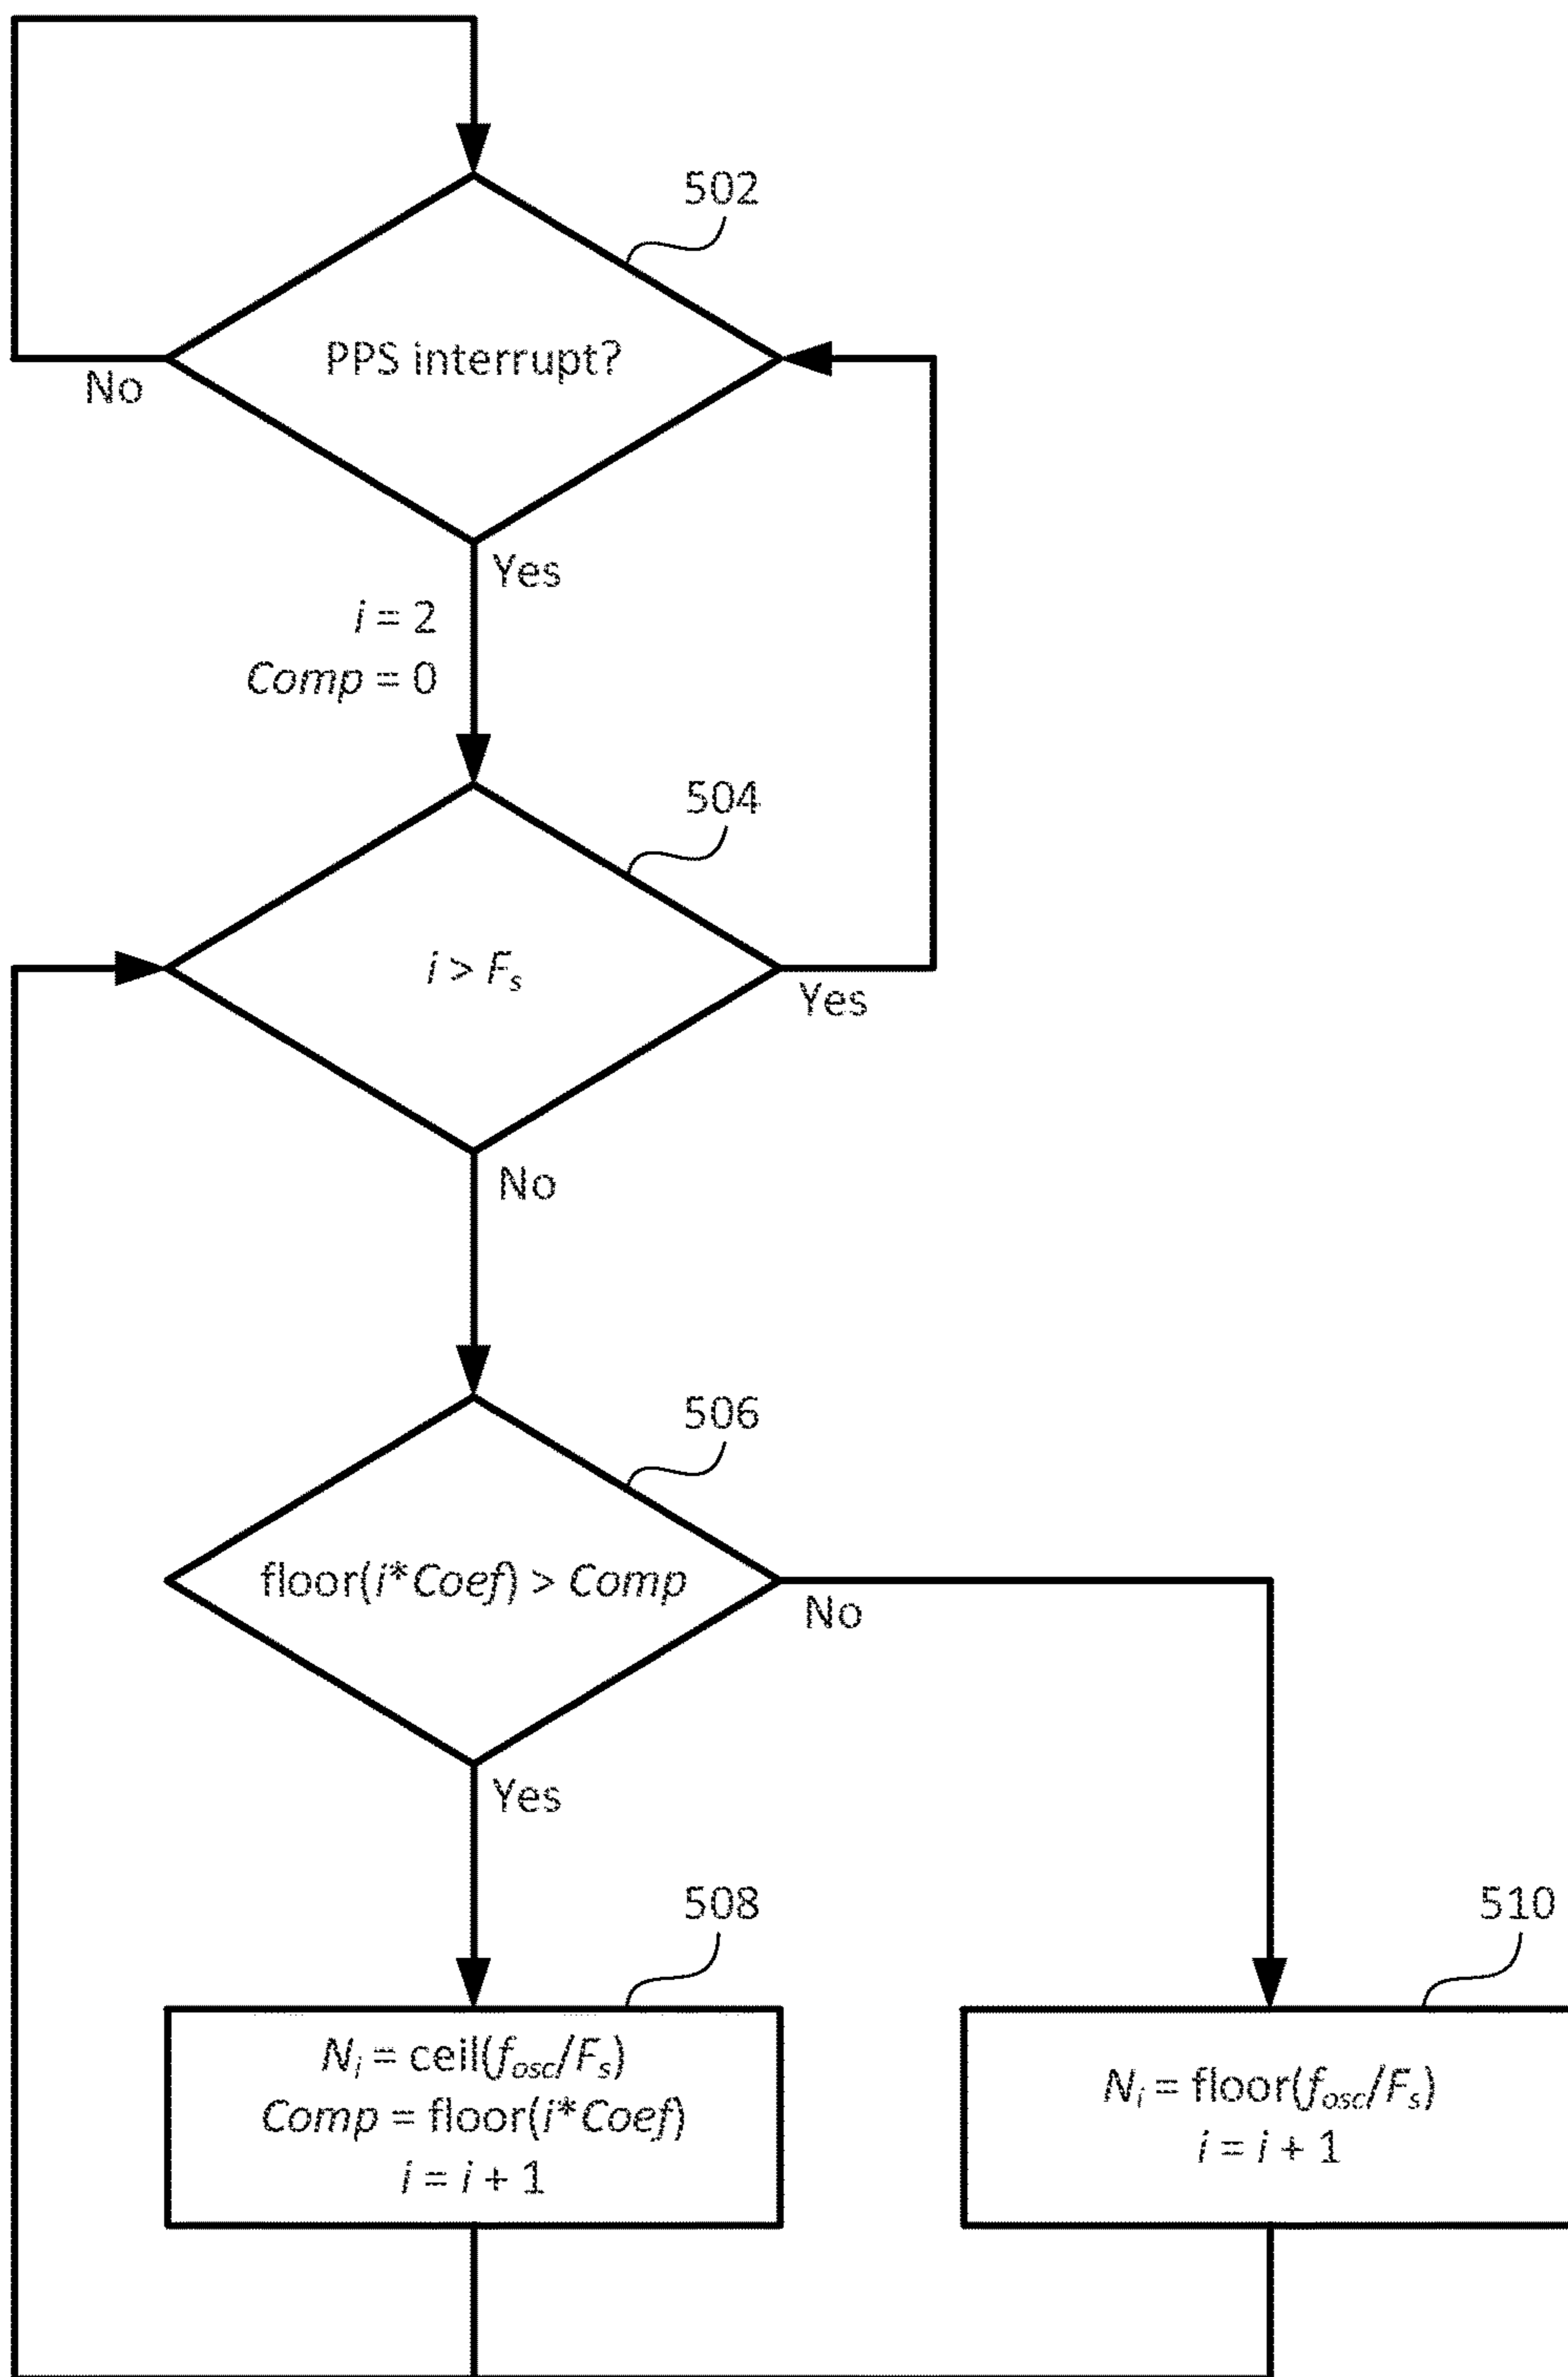 502
PPS interrupt?
No
Yes
i = 2
Comp = 0
504
i > Fs
Yes
No
506
floor(i*Coef) > Comp
No
Yes
508
510
Ni = ceil(fosc/Fs)
Comp = floor(i*Coef)
i = i + 1
Ni = floor(fosc/Fs)
i = i + 1